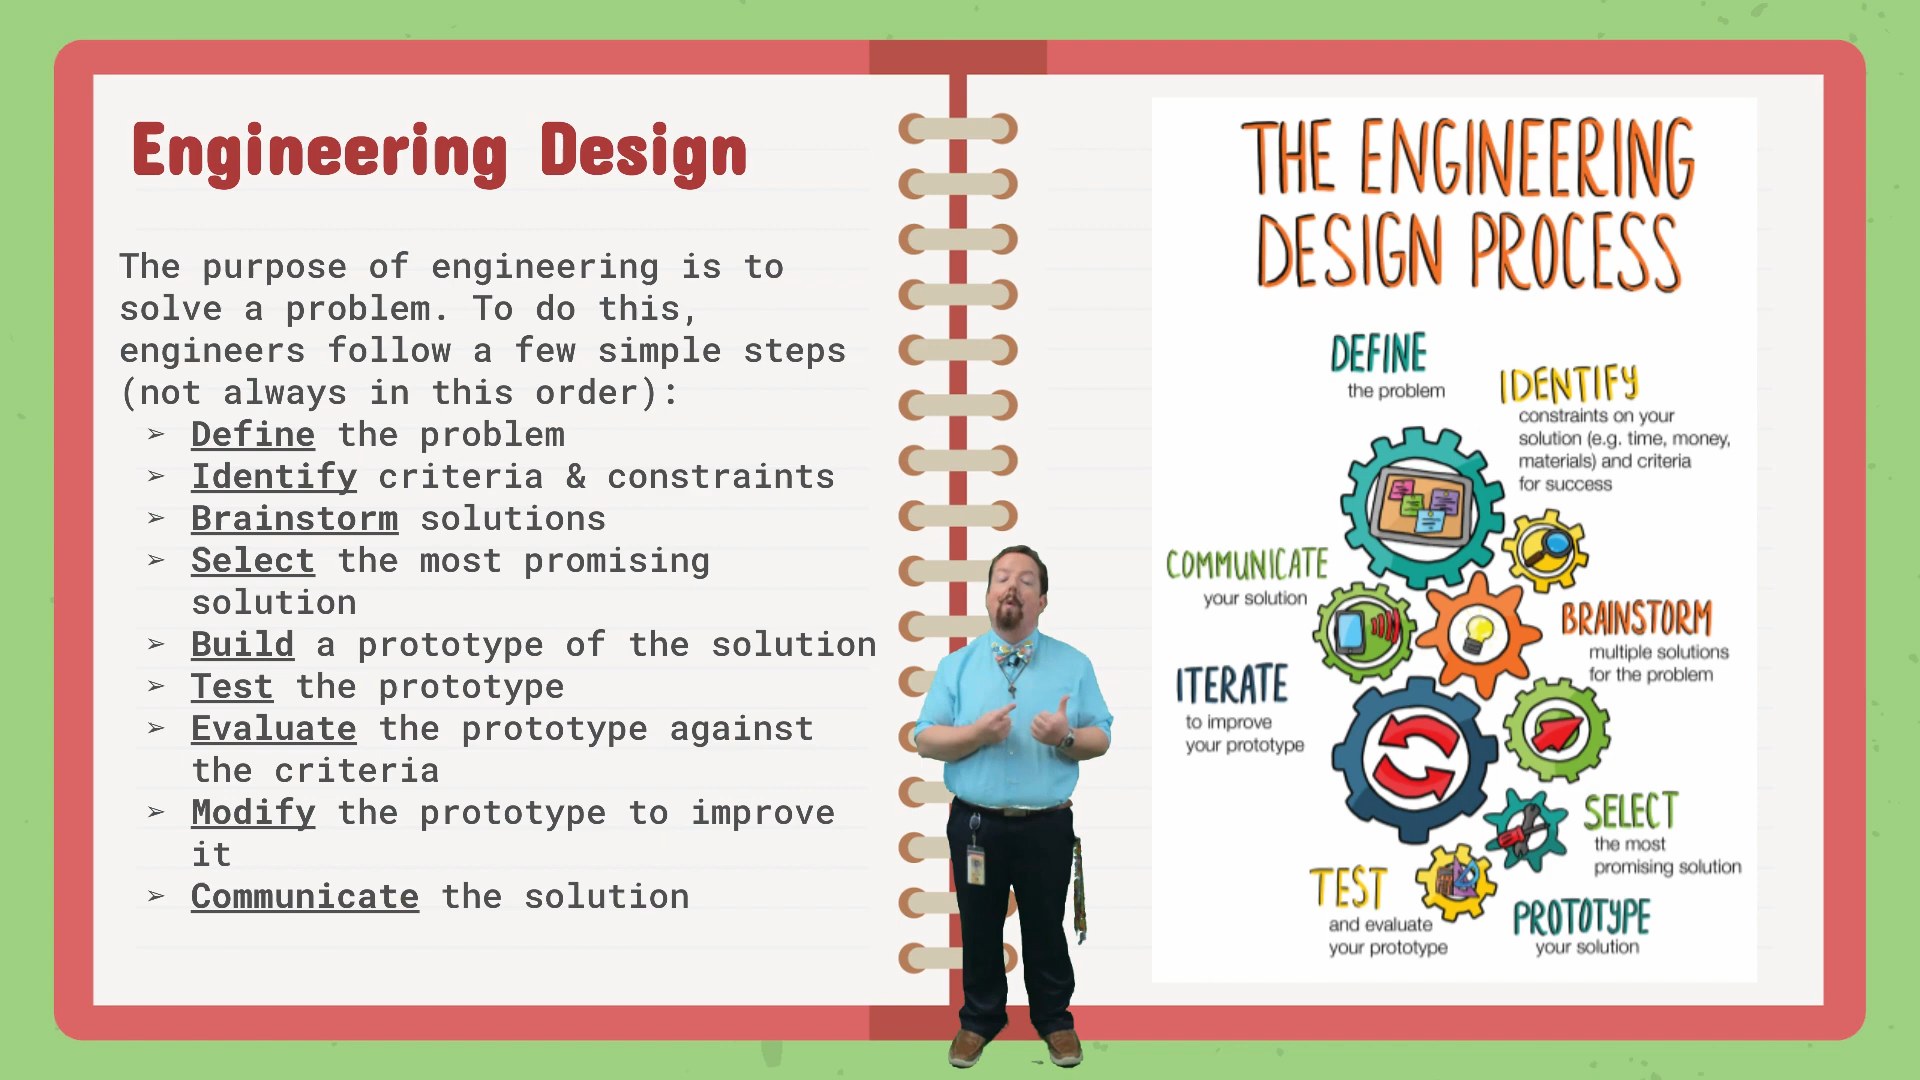 Engineering Design
The purpose of engineering is to
solve a problem. To do this,
engineers follow a few simple steps
(not always in this order):
➢ Define the problem
➢ Identify criteria & constraints
➢ Brainstorm solutions
➢ Select the most promising
solution
➢ Build a prototype of the solution
➢ Test the prototype
➢ Evaluate the prototype against
the criteria
➢ Modify the prototype to improve
it
➢ Communicate the solution
THE ENGINEERING
DESIGN PROCESS
DEFINE
the problem
IDENTIFY
constraints on your
solution (e.g. time, money,
materials) and criteria
for success
BRAINSTORM
multiple solutions
for the problem
SELECT
the most
promising solution
PROTOTYPE
your solution
TEST
and evaluate
your prototype
ITERATE
to improve
your prototype
COMMUNICATE
your solution